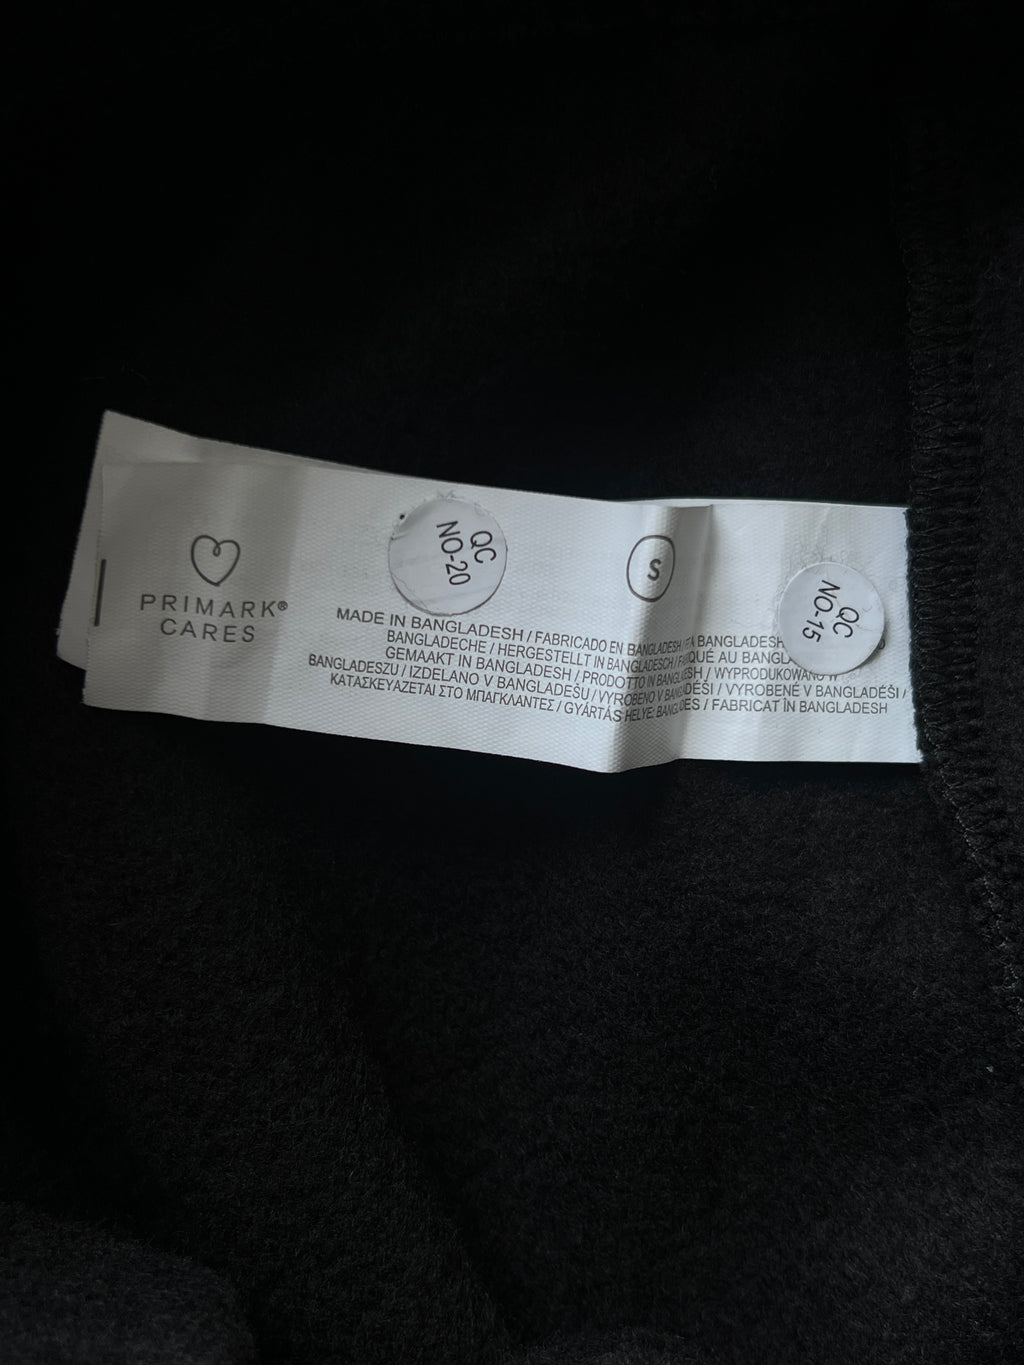 PRIMARK®
CARES
QC
NO-20
S
QC
NO-15
MADE IN BANGLADESH / FABRICADO EN BANGLADESH / BANGLADESH
BANGLADECHE / HERGESTELLT IN BANGLADESCH / AU
GEMAAKT IN BANGLADESH / PRODOTTO IN BANGLADESH / WYPRODUKOWANO W
BANGLADESZU / IZDELANO V BANGLADEŠU / VYROBENO V BANGLADÉŠI / VYROBENÉ V BANGLADÉŠI /
ΚΑΤΑΣΚΕΥΑΖΕΤΑΙ ΣΤΟ ΜΠΑΓΚΛΑΝΤΕΣ / GYÁRTÁS HELYE: BANGLADES / FABRICAT ÎN BANGLADESH